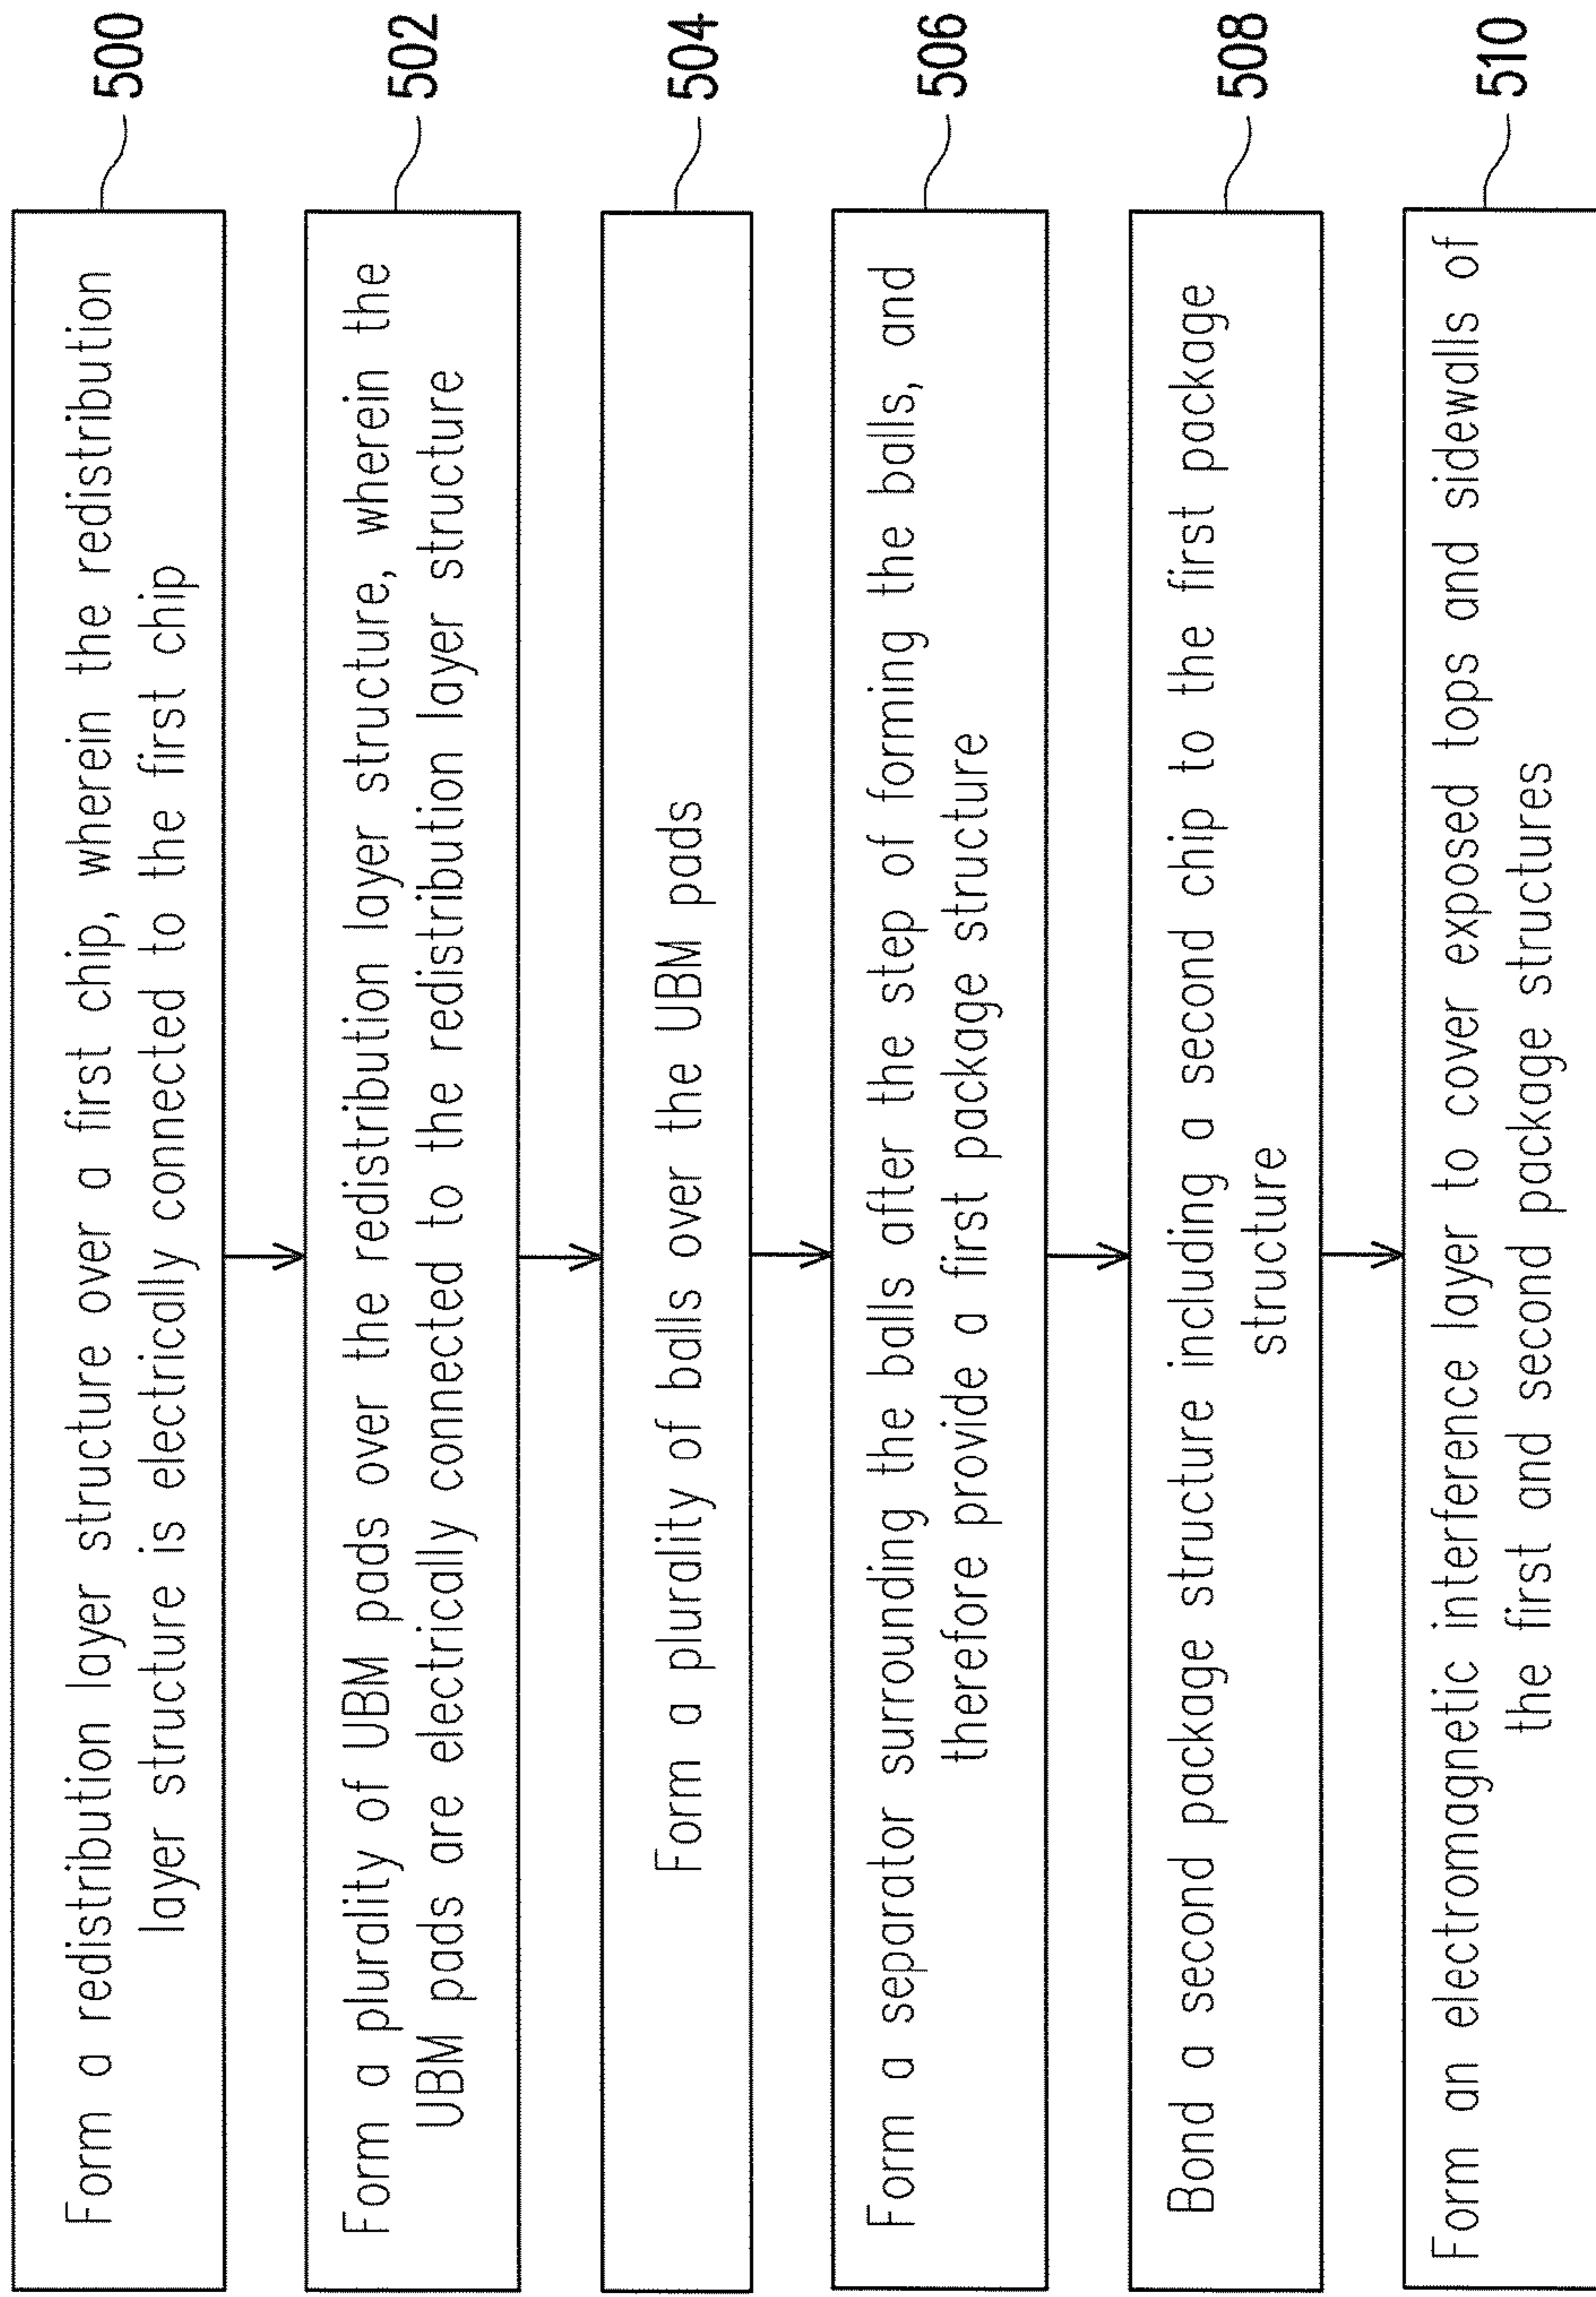 Form a redistribution layer structure over a first chip, wherein the redistribution
layer structure is electrically connected to the first chip
500
Form a plurality of UBM pads over the redistribution layer structure, wherein the
UBM pads are electrically connected to the redistribution layer structure
502
Form a plurality of balls over the UBM pads
504
Form a separator surrounding the balls after the step of forming the balls, and
therefore provide a first package structure
506
Bond a second package structure including a second chip to the first package
structure
508
Form an electromagnetic interference layer to cover exposed tops and sidewalls of
the first and second package structures
510